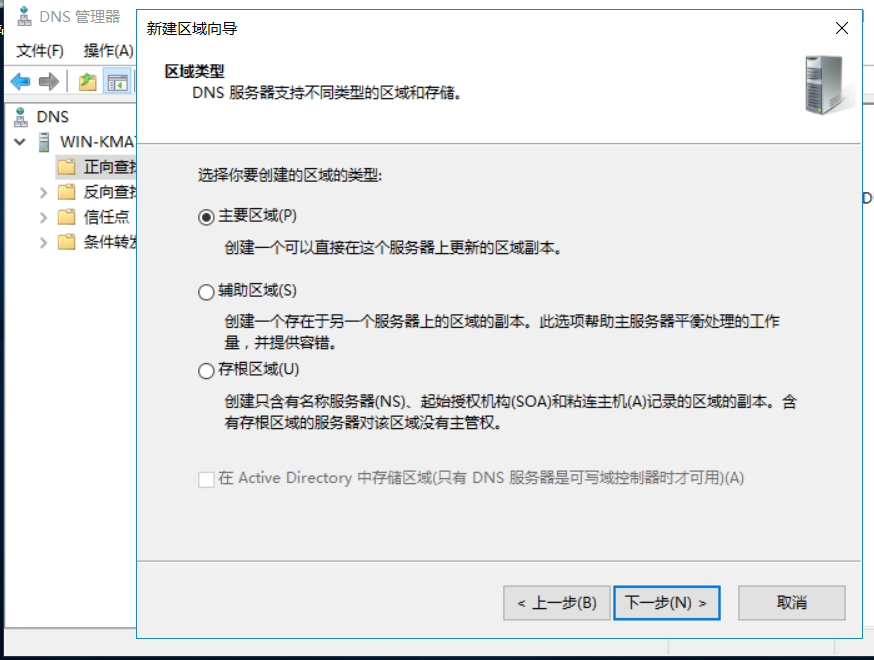 DNS 管理器
文件(F) 操作(A)
DNS
WIN-KMA
正向查找
反向查找
信任点
条件转发
新建区域向导
区域类型
DNS 服务器支持不同类型的区域和存储。
选择你要创建的区域的类型:
主要区域(P)
创建一个可以直接在这个服务器上更新的区域副本。
辅助区域(S)
创建一个存在于另一个服务器上的区域的副本。此选项帮助主服务器平衡处理的工作
量，并提供容错。
存根区域(U)
创建只含有名称服务器(NS)、起始授权机构(SOA)和粘连主机(A)记录的区域的副本。含
有存根区域的服务器对该区域没有主管权。
在 Active Directory 中存储区域(只有 DNS 服务器是可写域控制器时才可用)(A)
< 上一步(B) 下一步(N) > 取消